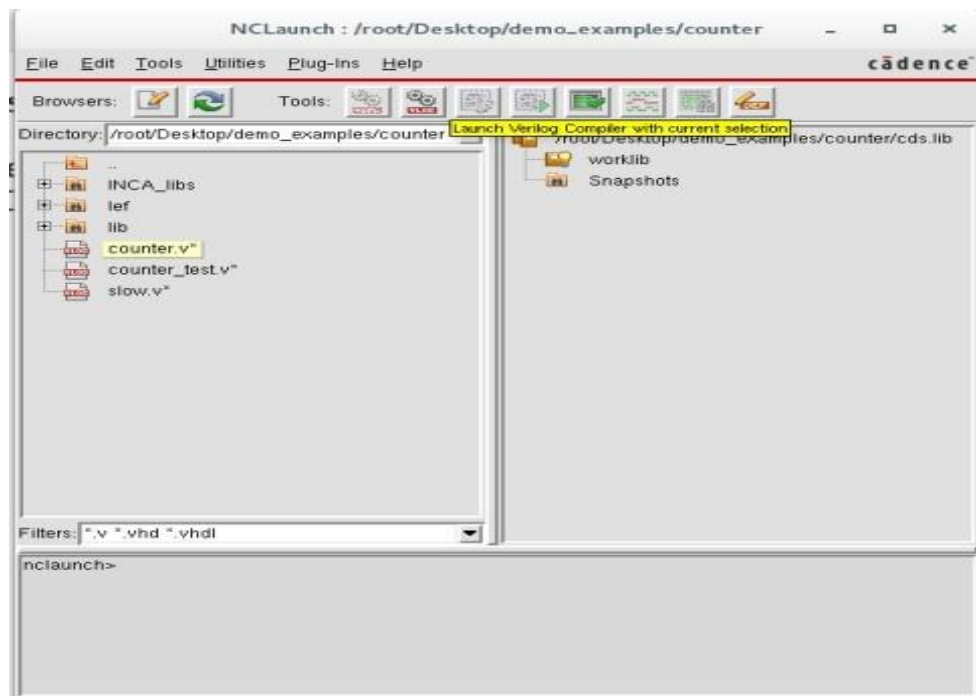 NCLaunch : /root/Desktop/demo_examples/counter
File Edit Tools Utilities Plug-Ins Help cādence
Browsers: Tools:
Directory: /root/Desktop/demo_examples/counter
Launch Verilog Compiler with current selection
/root/Desktop/demo_examples/counter/cds.lib
..
INCA_libs
lef
lib
counter.v*
counter_test.v*
slow.v*
worklib
Snapshots
Filters: *.v *.vhd *.vhdl
nclaunch>